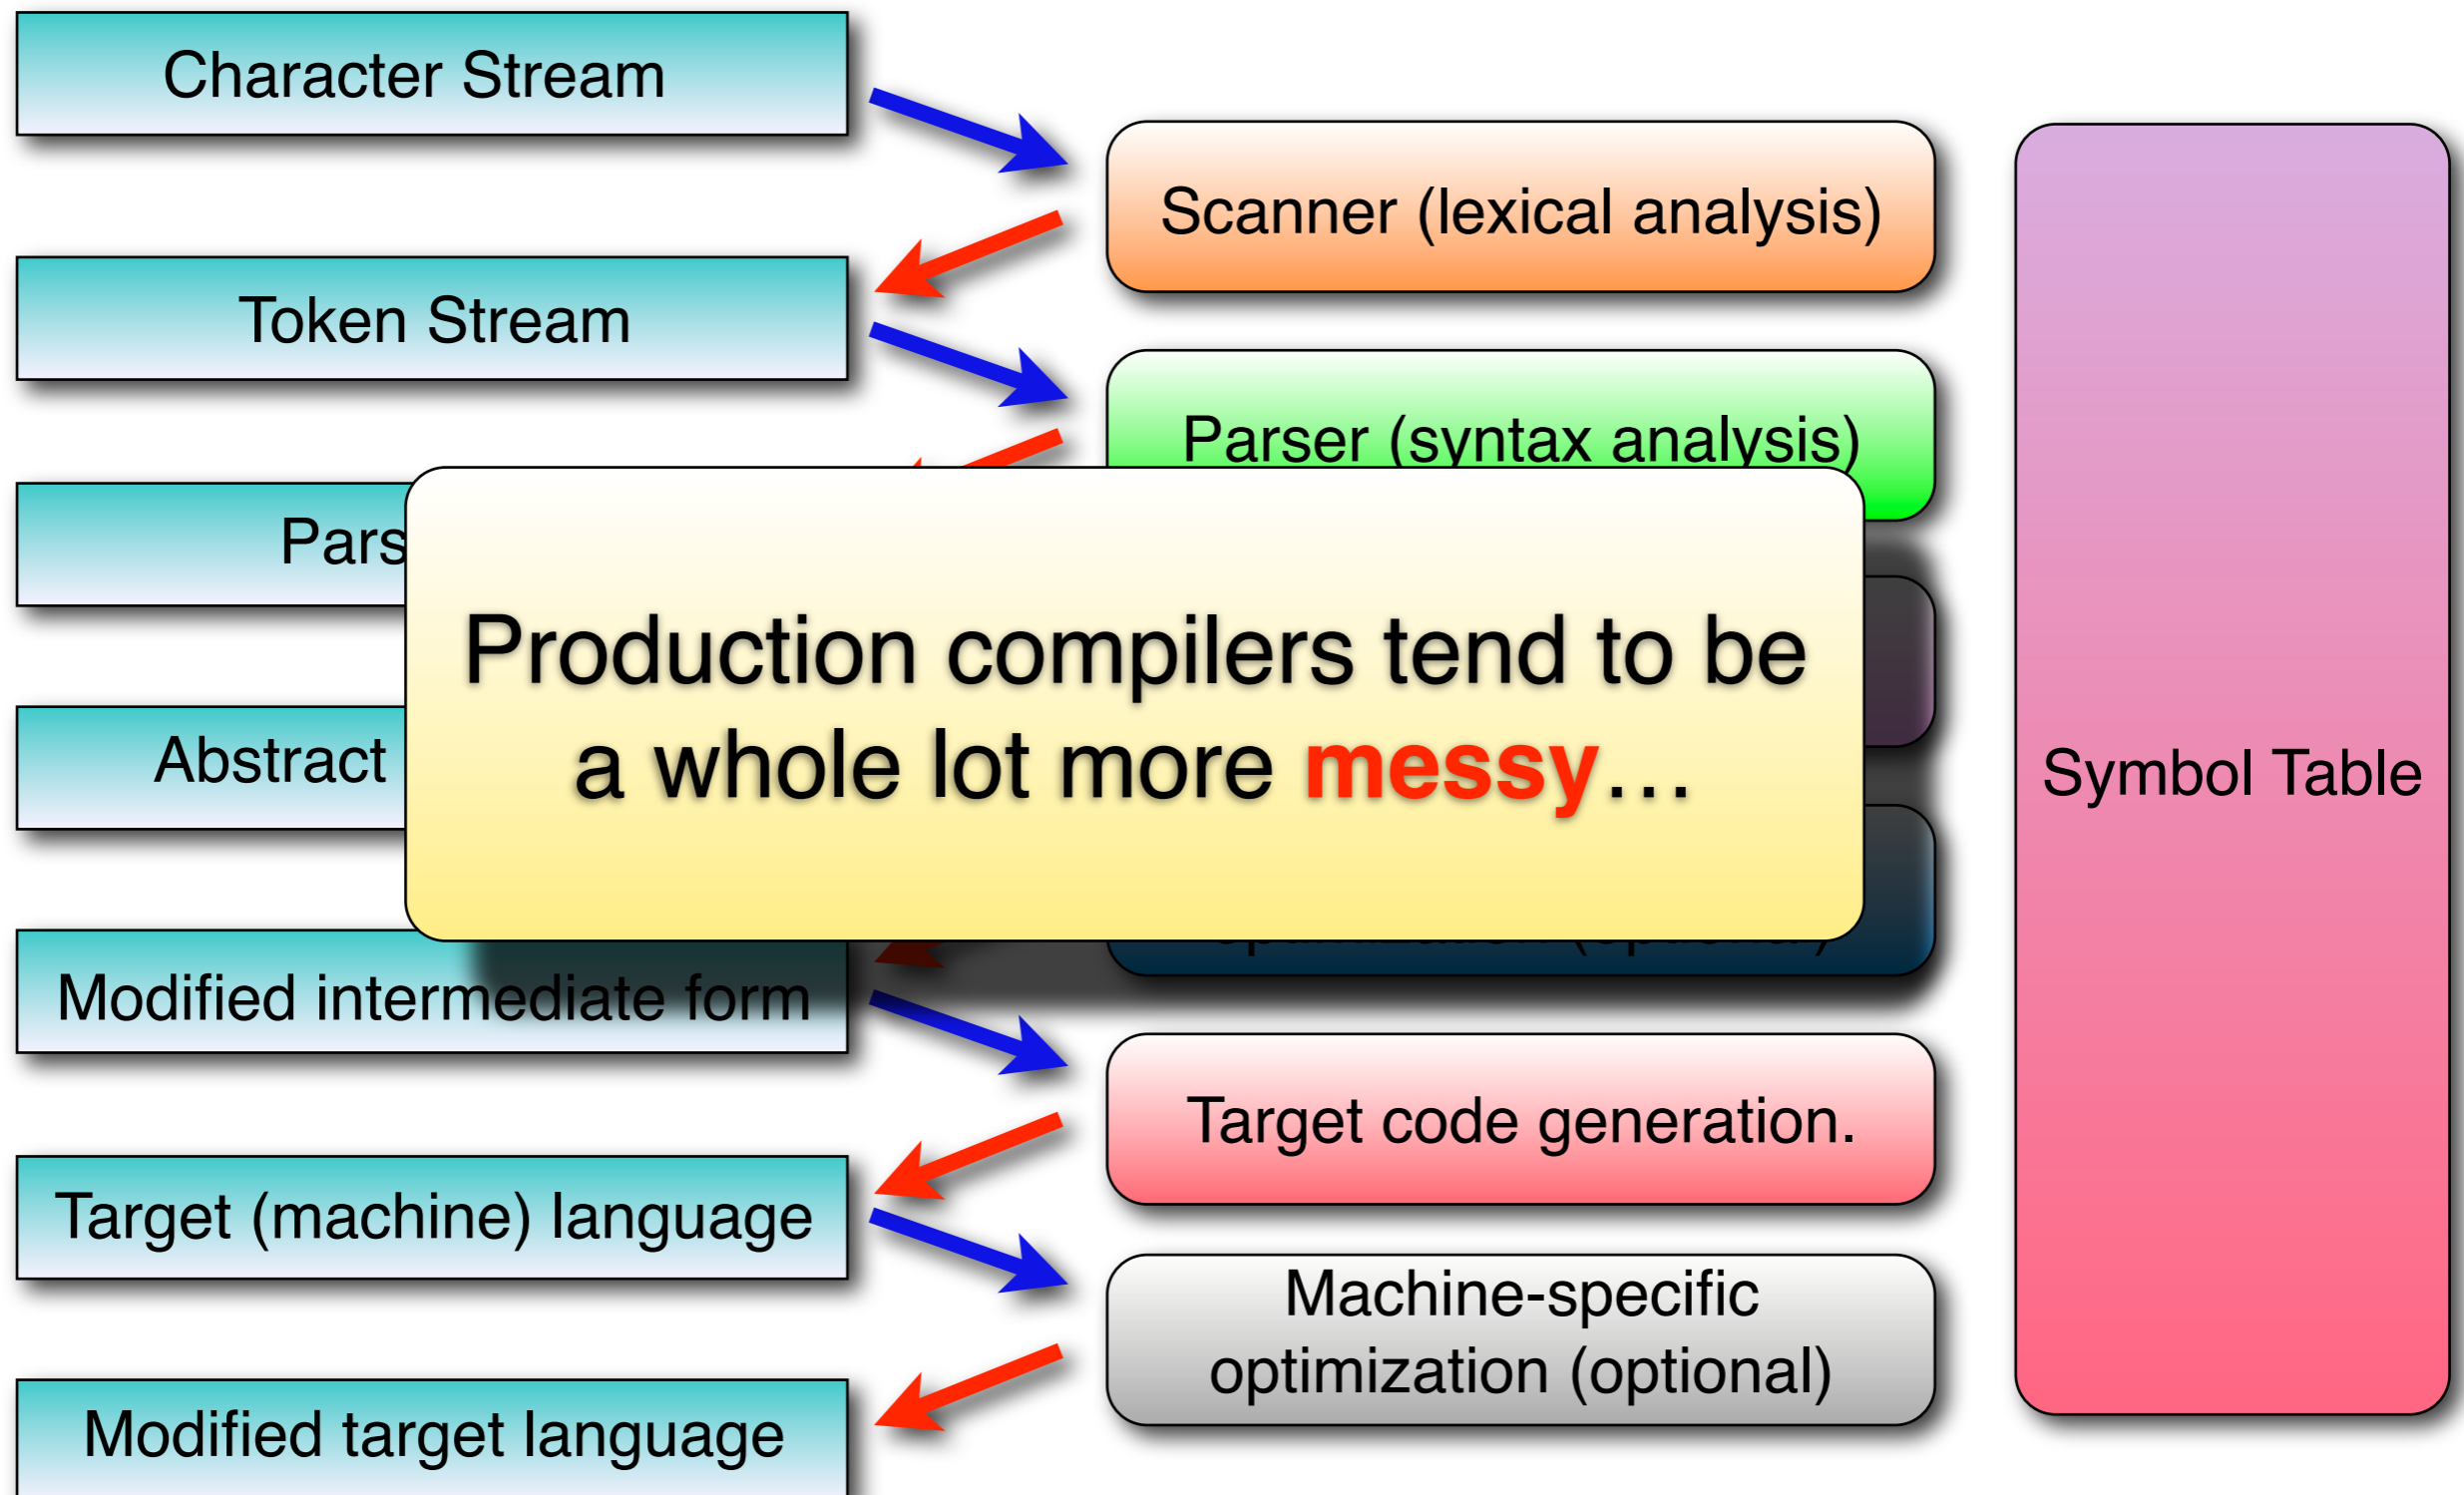 Character Stream
Scanner (lexical analysis)
Token Stream
Parser (syntax analysis)
Pars
Production compilers tend to be
a whole lot more messy...
Abstract
Symbol Table
Modified intermediate form
Target code generation.
Target (machine) language
Machine-specific
optimization (optional)
Modified target language